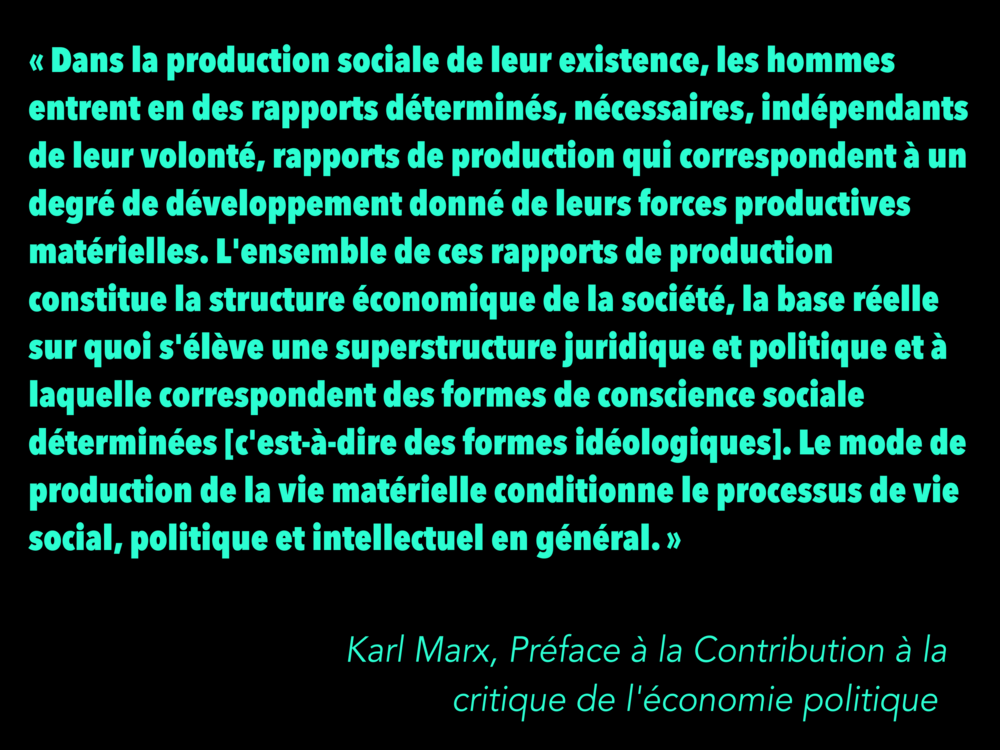 « Dans la production sociale de leur existence, les hommes
entrent en des rapports déterminés, nécessaires, indépendants
de leur volonté, rapports de production qui correspondent à un
degré de développement donné de leurs forces productives
matérielles. L'ensemble de ces rapports de production
constitue la structure économique de la société, la base réelle
sur quoi s'élève une superstructure juridique et politique et à
laquelle correspondent des formes de conscience sociale
déterminées [c'est-à-dire des formes idéologiques]. Le mode de
production de la vie matérielle conditionne le processus de vie
social, politique et intellectuel en général. »
Karl Marx, Préface à la Contribution à la
critique de l'économie politique